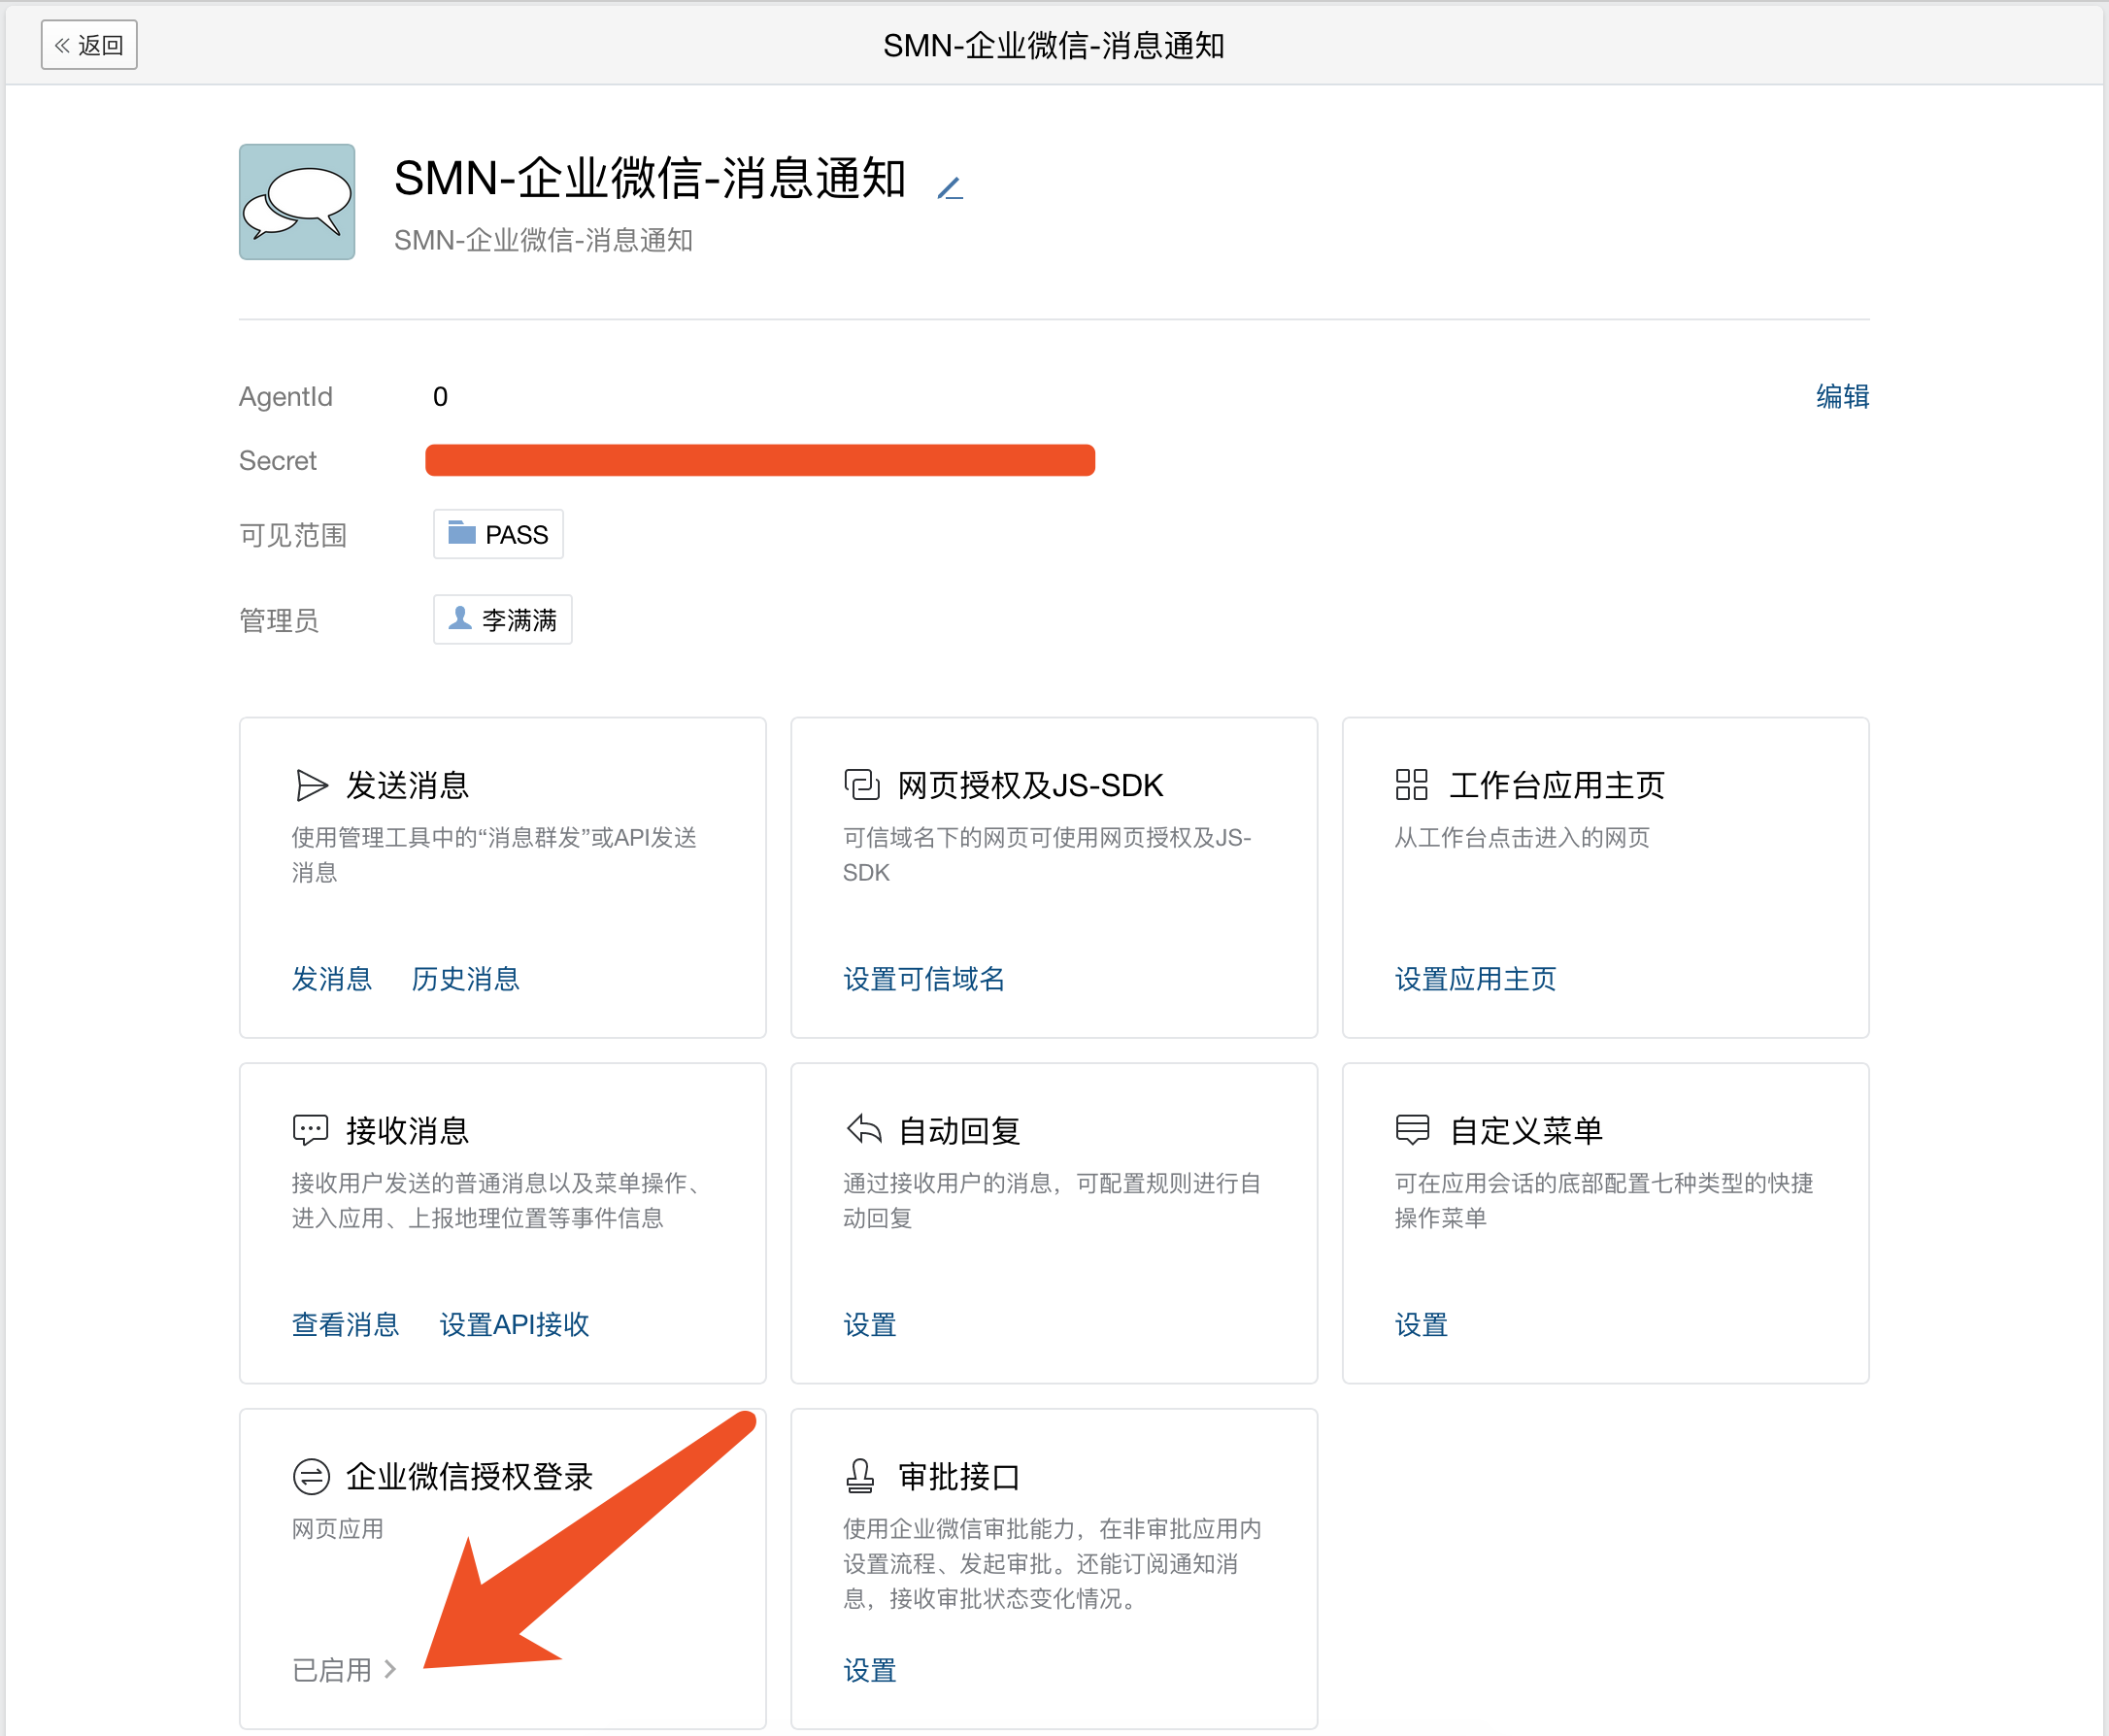 « 返回
SMN-企业微信-消息通知
SMN-企业微信-消息通知
SMN-企业微信-消息通知
AgentId
0
编辑
Secret
可见范围
PASS
管理员
李满满
发送消息
使用管理工具中的“消息群发”或API发送
消息
发消息
历史消息
网页授权及JS-SDK
可信域名下的网页可使用网页授权及JS-
SDK
设置可信域名
工作台应用主页
从工作台点击进入的网页
设置应用主页
接收消息
接收用户发送的普通消息以及菜单操作、
进入应用、上报地理位置等事件信息
查看消息
设置API接收
自动回复
通过接收用户的消息，可配置规则进行自
动回复
设置
自定义菜单
可在应用会话的底部配置七种类型的快捷
操作菜单
设置
企业微信授权登录
网页应用
已启用
审批接口
使用企业微信审批能力，在非审批应用内
设置流程、发起审批。还能订阅通知消
息，接收审批状态变化情况。
设置